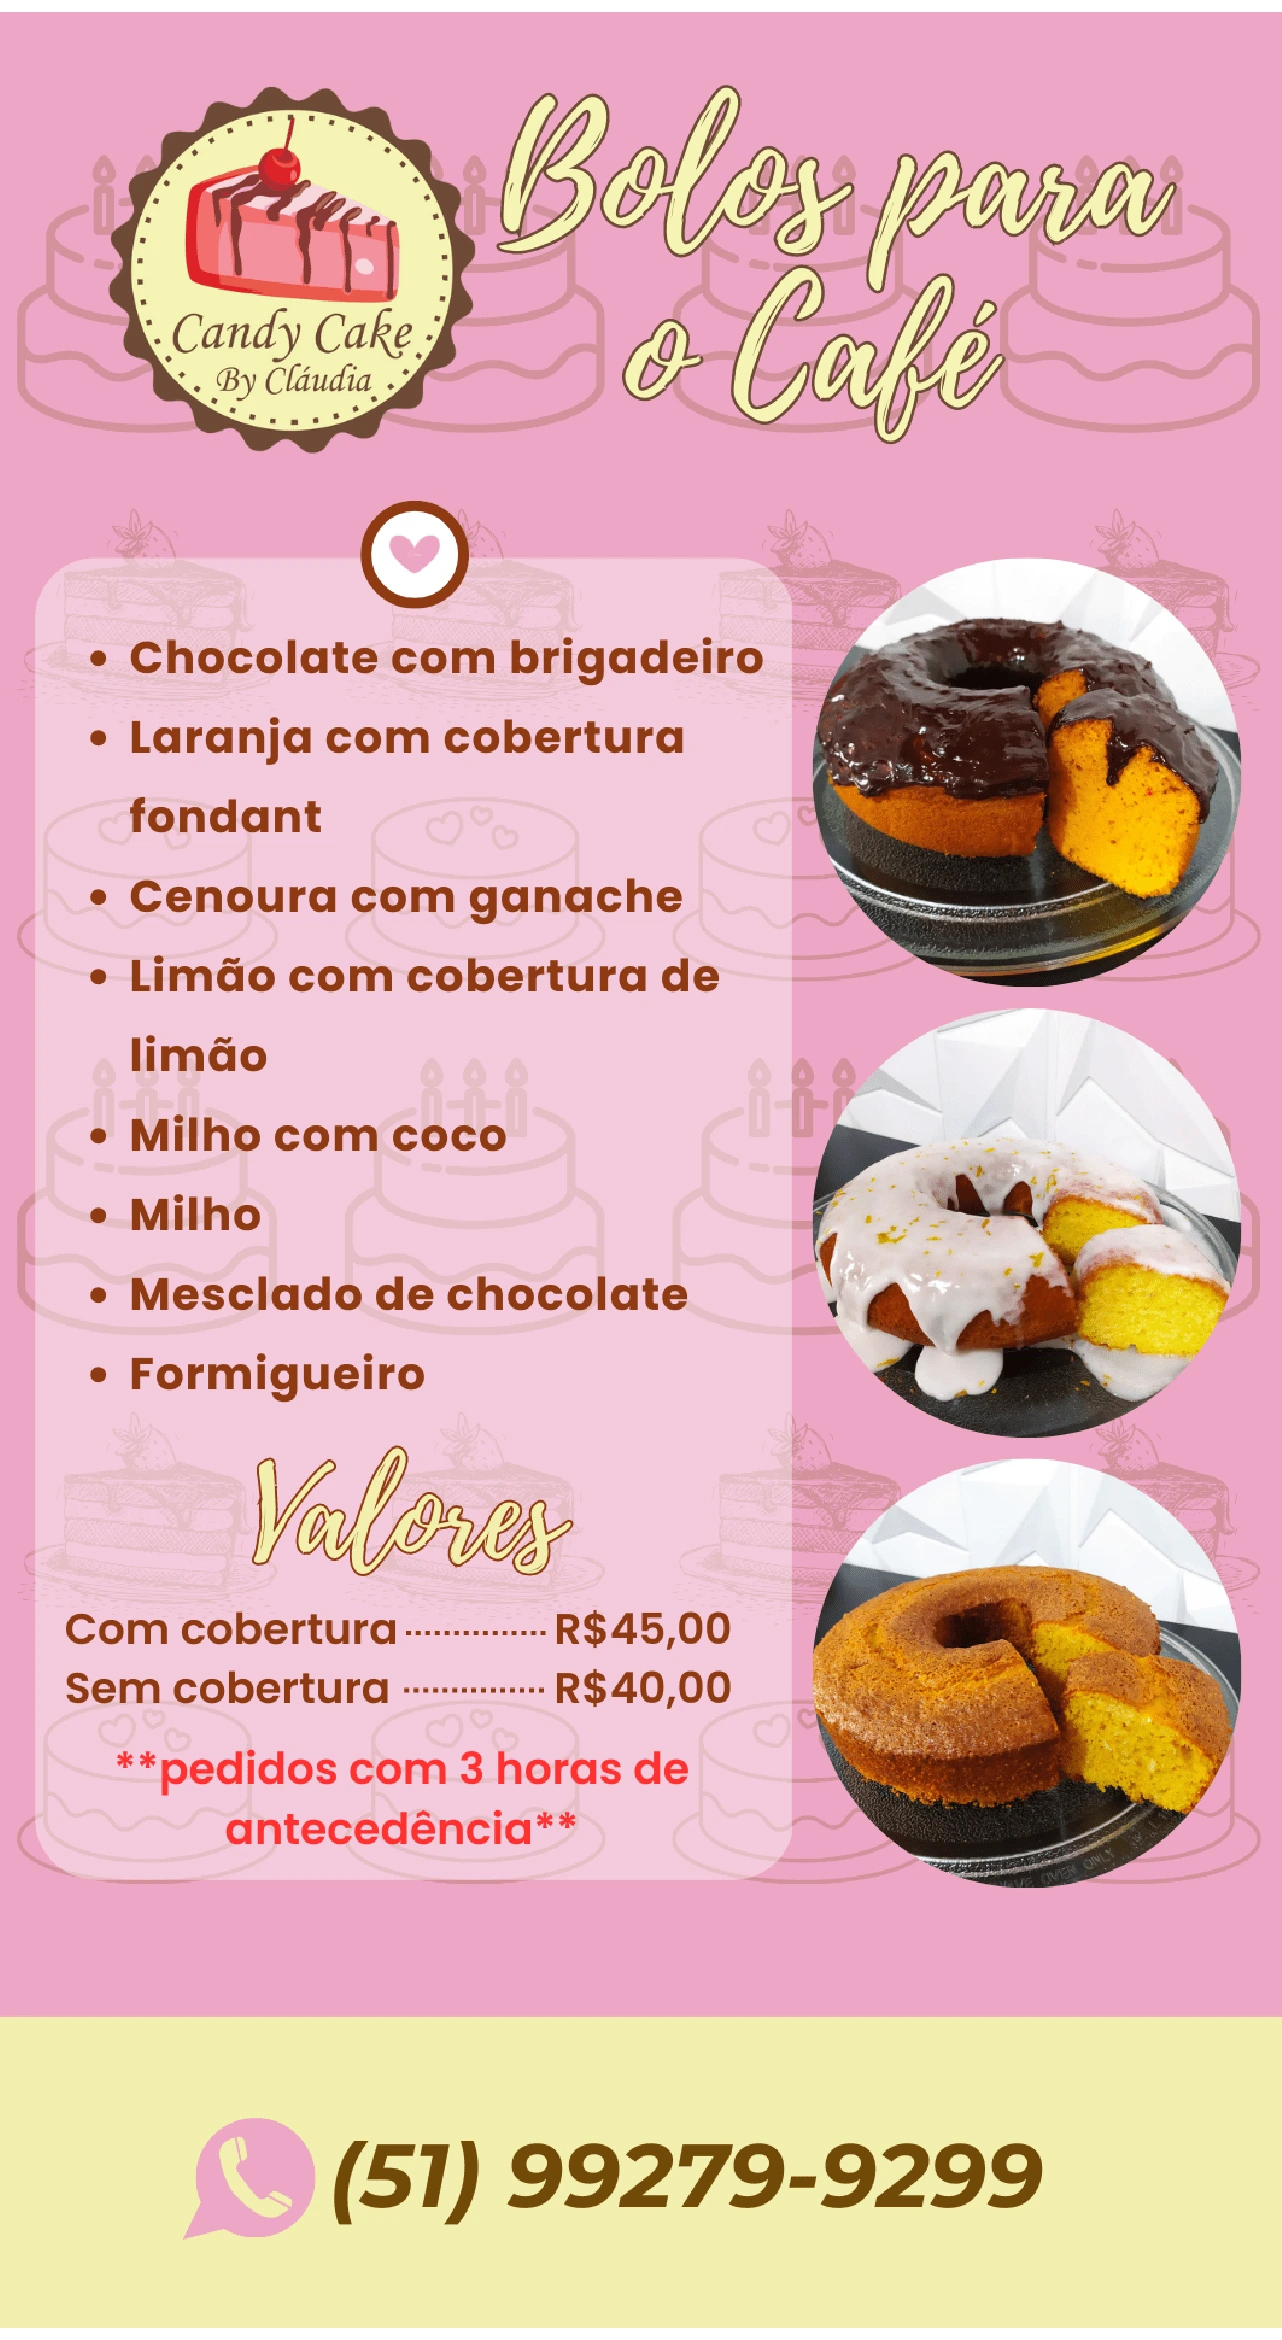 Bolos para
o Café
Candy Cake
By Cláudia
• Chocolate com brigadeiro
• Laranja com cobertura
fondant
• Cenoura com ganache
• Limão com cobertura de
limão
• Milho com coco
• Milho
• Mesclado de chocolate
• Formigueiro
Valores
Com cobertura ............... R$45,00
Sem cobertura ............... R$40,00
**pedidos com 3 horas de
antecedência**
(51) 99279-9299